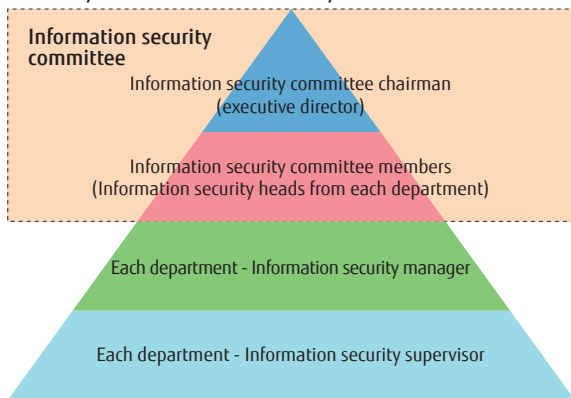 Information security
committee
Information security committee chairman
(executive director)
Information security committee members
(Information security heads from each department)
Each department - Information security manager
Each department - Information security supervisor